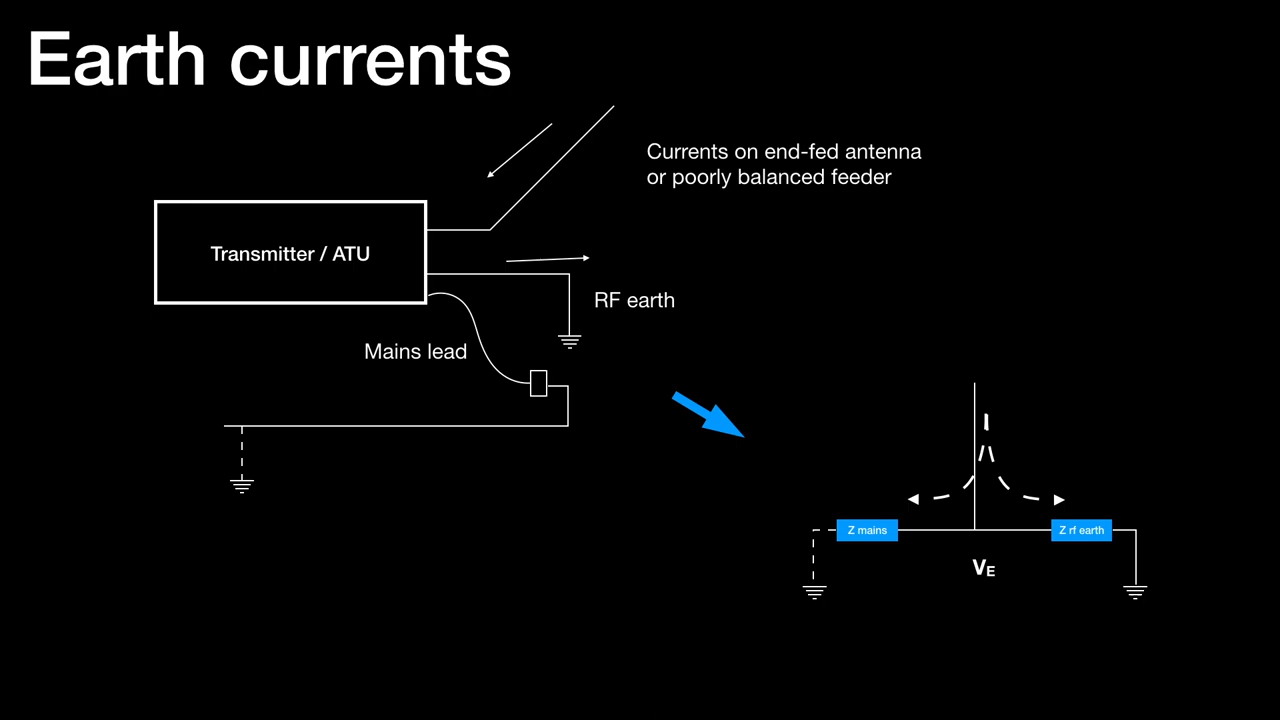 Earth currents
Currents on end-fed antenna
or poorly balanced feeder
Transmitter / ATU
RF earth
Mains lead
Z mains
Z rf earth
VE